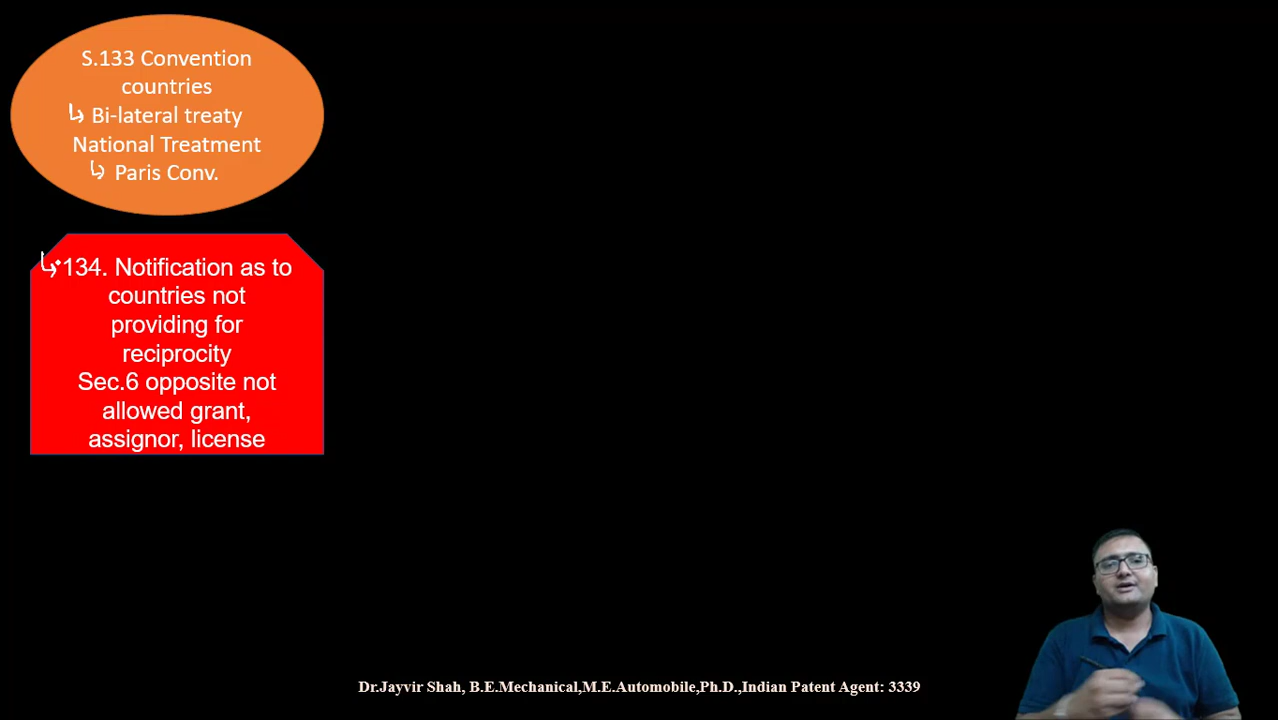 S.133 Convention
countries
↳ Bi-lateral treaty
National Treatment
↳ Paris Conv.
↳•134. Notification as to
countries not
providing for
reciprocity
Sec.6 opposite not
allowed grant,
assignor, license
Dr.Jayvir Shah, B.E.Mechanical,M.E.Automobile,Ph.D.,Indian Patent Agent: 3339